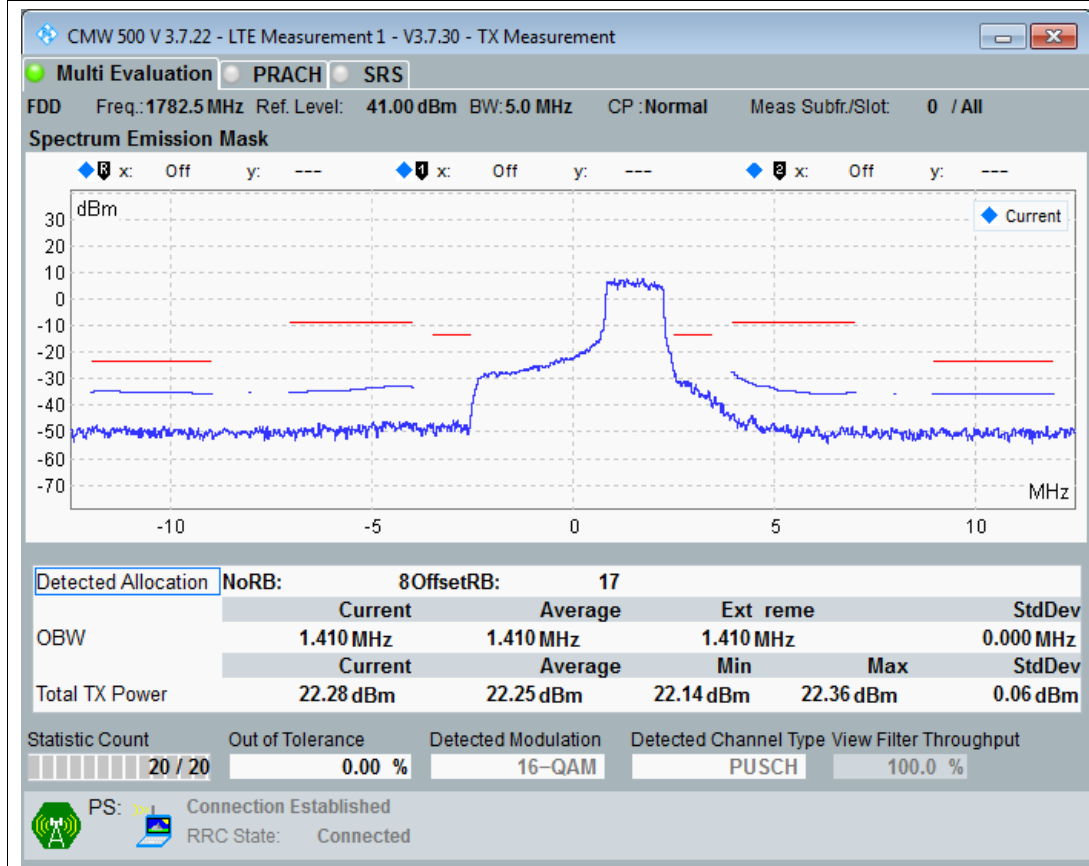 CMW 500 V 3.7.22 - LTE Measurement 1 - V3.7.30 - TX Measurement
Multi Evaluation PRACH SRS
FDD Freq.: 1782.5 MHz Ref. Level: 41.00 dBm BW: 5.0 MHz CP : Normal Meas Subfr./Slot: 0 / All
Spectrum Emission Mask
R x: Off y: --- 1 x: Off y: --- 2 x: Off y: ---
dBm
Current
30
20
10
0
-10
-20
-30
-40
-50
-60
-70
MHz
-10 -5 0 5 10
Detected Allocation NoRB: 8 OffsetRB: 17
Current Average Ext reme StdDev
OBW 1.410 MHz 1.410 MHz 1.410 MHz 0.000 MHz
Current Average Min Max StdDev
Total TX Power 22.28 dBm 22.25 dBm 22.14 dBm 22.36 dBm 0.06 dBm
Statistic Count Out of Tolerance Detected Modulation Detected Channel Type View Filter Throughput
20 / 20 0.00 % 16-QAM PUSCH 100.0 %
PS: Connection Established
RRC State: Connected